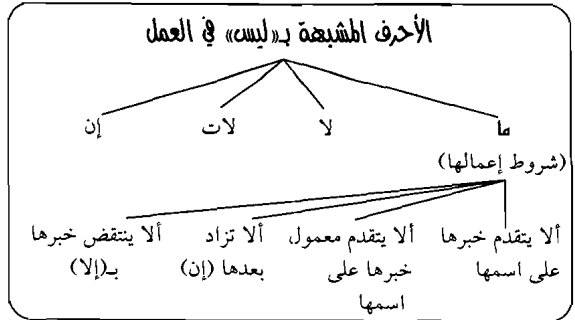 الأحرف المشبهة بـ«ليس» في العمل
ما لا لات إن
(شروط إعمالها)
ألا يتقدم خبرها على اسمها
ألا يتقدم معمول خبرها على اسمها
ألا تزاد بعدها (إن)
ألا ينتقض خبرها بـ(إلا)